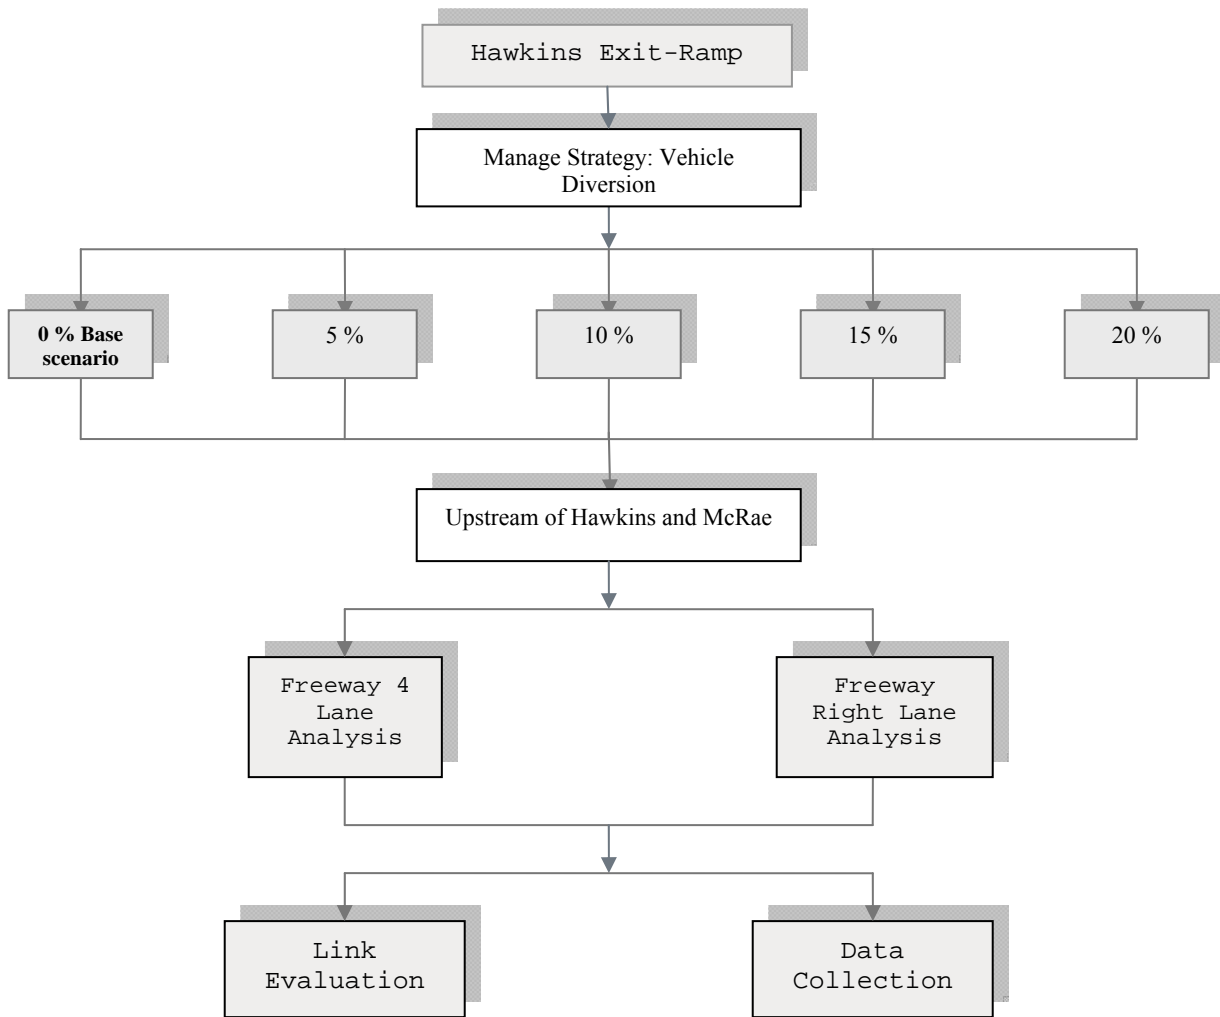 Hawkins Exit-Ramp
Manage Strategy: Vehicle
Diversion
0 % Base
scenario
5 %
10 %
15 %
20 %
Upstream of Hawkins and McRae
Freeway 4
Lane
Analysis
Freeway
Right Lane
Analysis
Link
Evaluation
Data
Collection